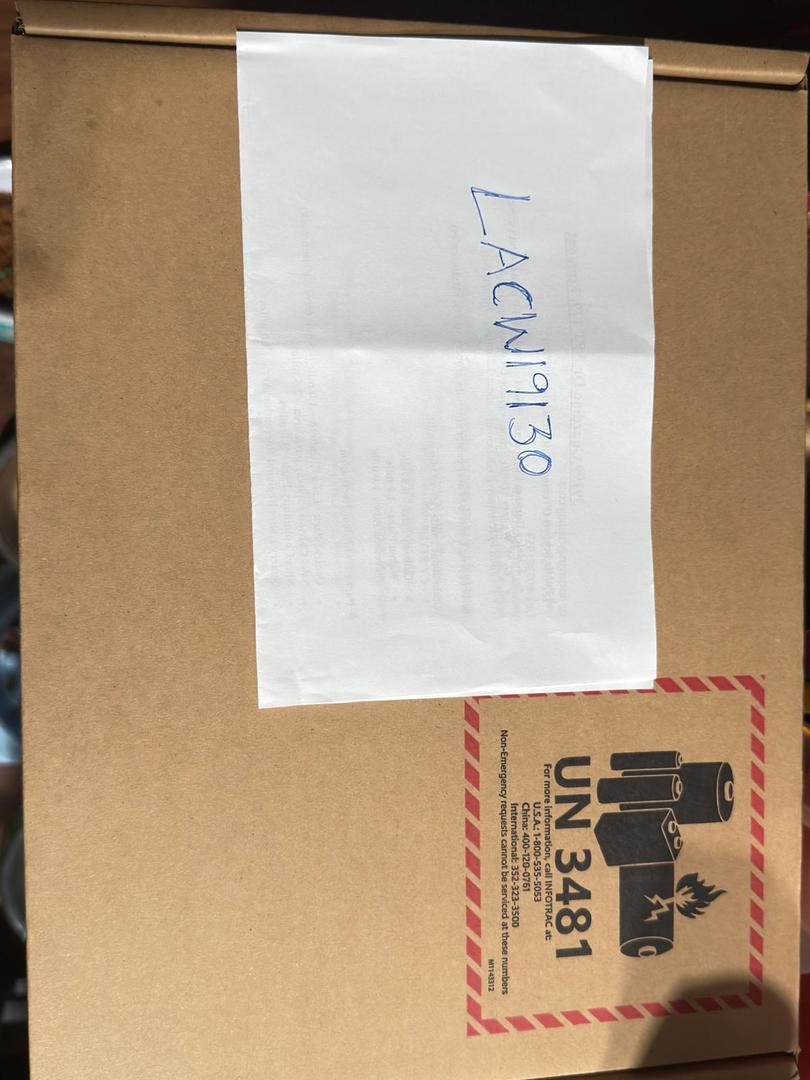 LACW19130
UN 3481
For more information, call INFOTRAC at:
U.S.A.: 1-800-535-5053
China: 400-120-0761
International: 352-323-3500
Non-Emergency requests cannot be serviced at these numbers
M1143312